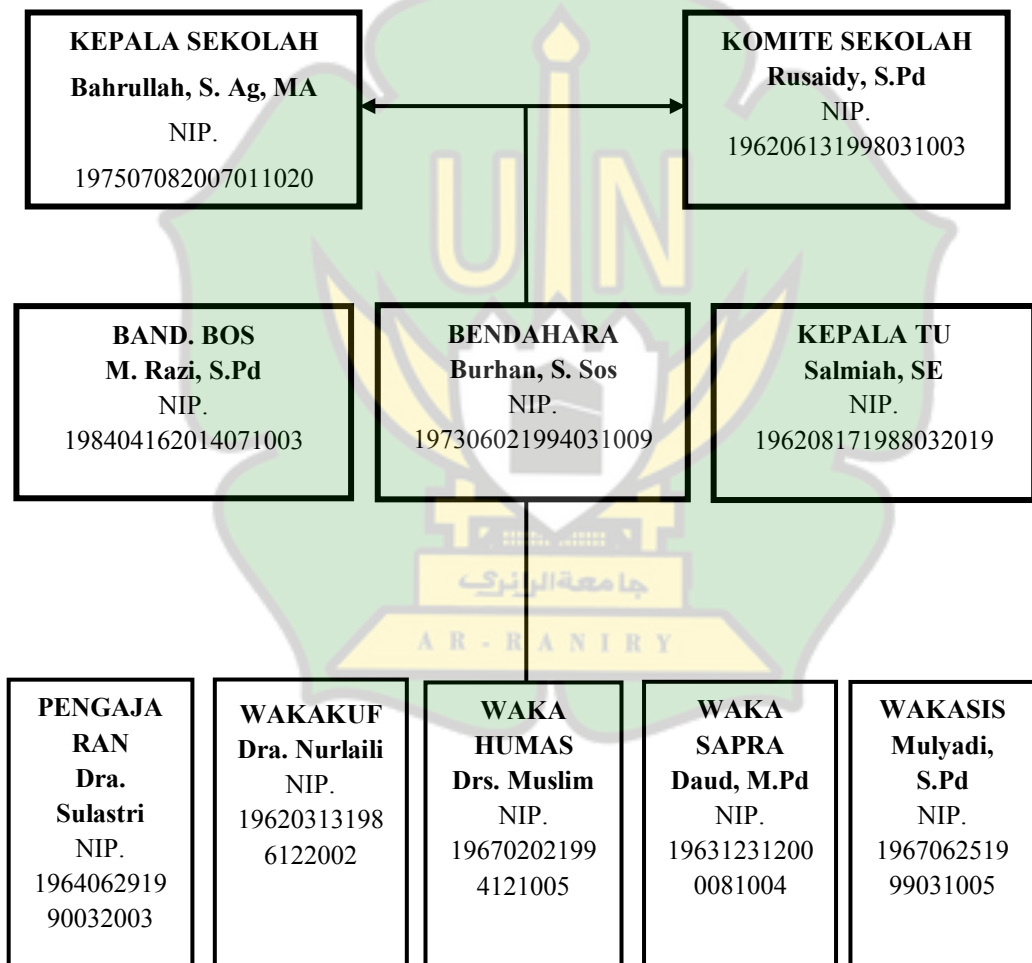 KEPALA SEKOLAH
Bahrullah, S. Ag, MA
NIP.
197507082007011020
KOMITE SEKOLAH
Rusaidy, S.Pd
NIP.
196206131998031003
UIN
BAND. BOS
M. Razi, S.Pd
NIP.
198404162014071003
BENDAHARA
Burhan, S. Sos
NIP.
197306021994031009
KEPALA TU
Salmiah, SE
NIP.
196208171988032019
جامعة الرانري
AR-RANIRY
PENGAJA
RAN
Dra.
Sulastri
NIP.
1964062919
90032003
WAKAKUF
Dra. Nurlaili
NIP.
19620313198
6122002
WAKA
HUMAS
Drs. Muslim
NIP.
19670202199
4121005
WAKA
SAPRA
Daud, M.Pd
NIP.
19631231200
0081004
WAKASIS
Mulyadi,
S.Pd
NIP.
1967062519
99031005